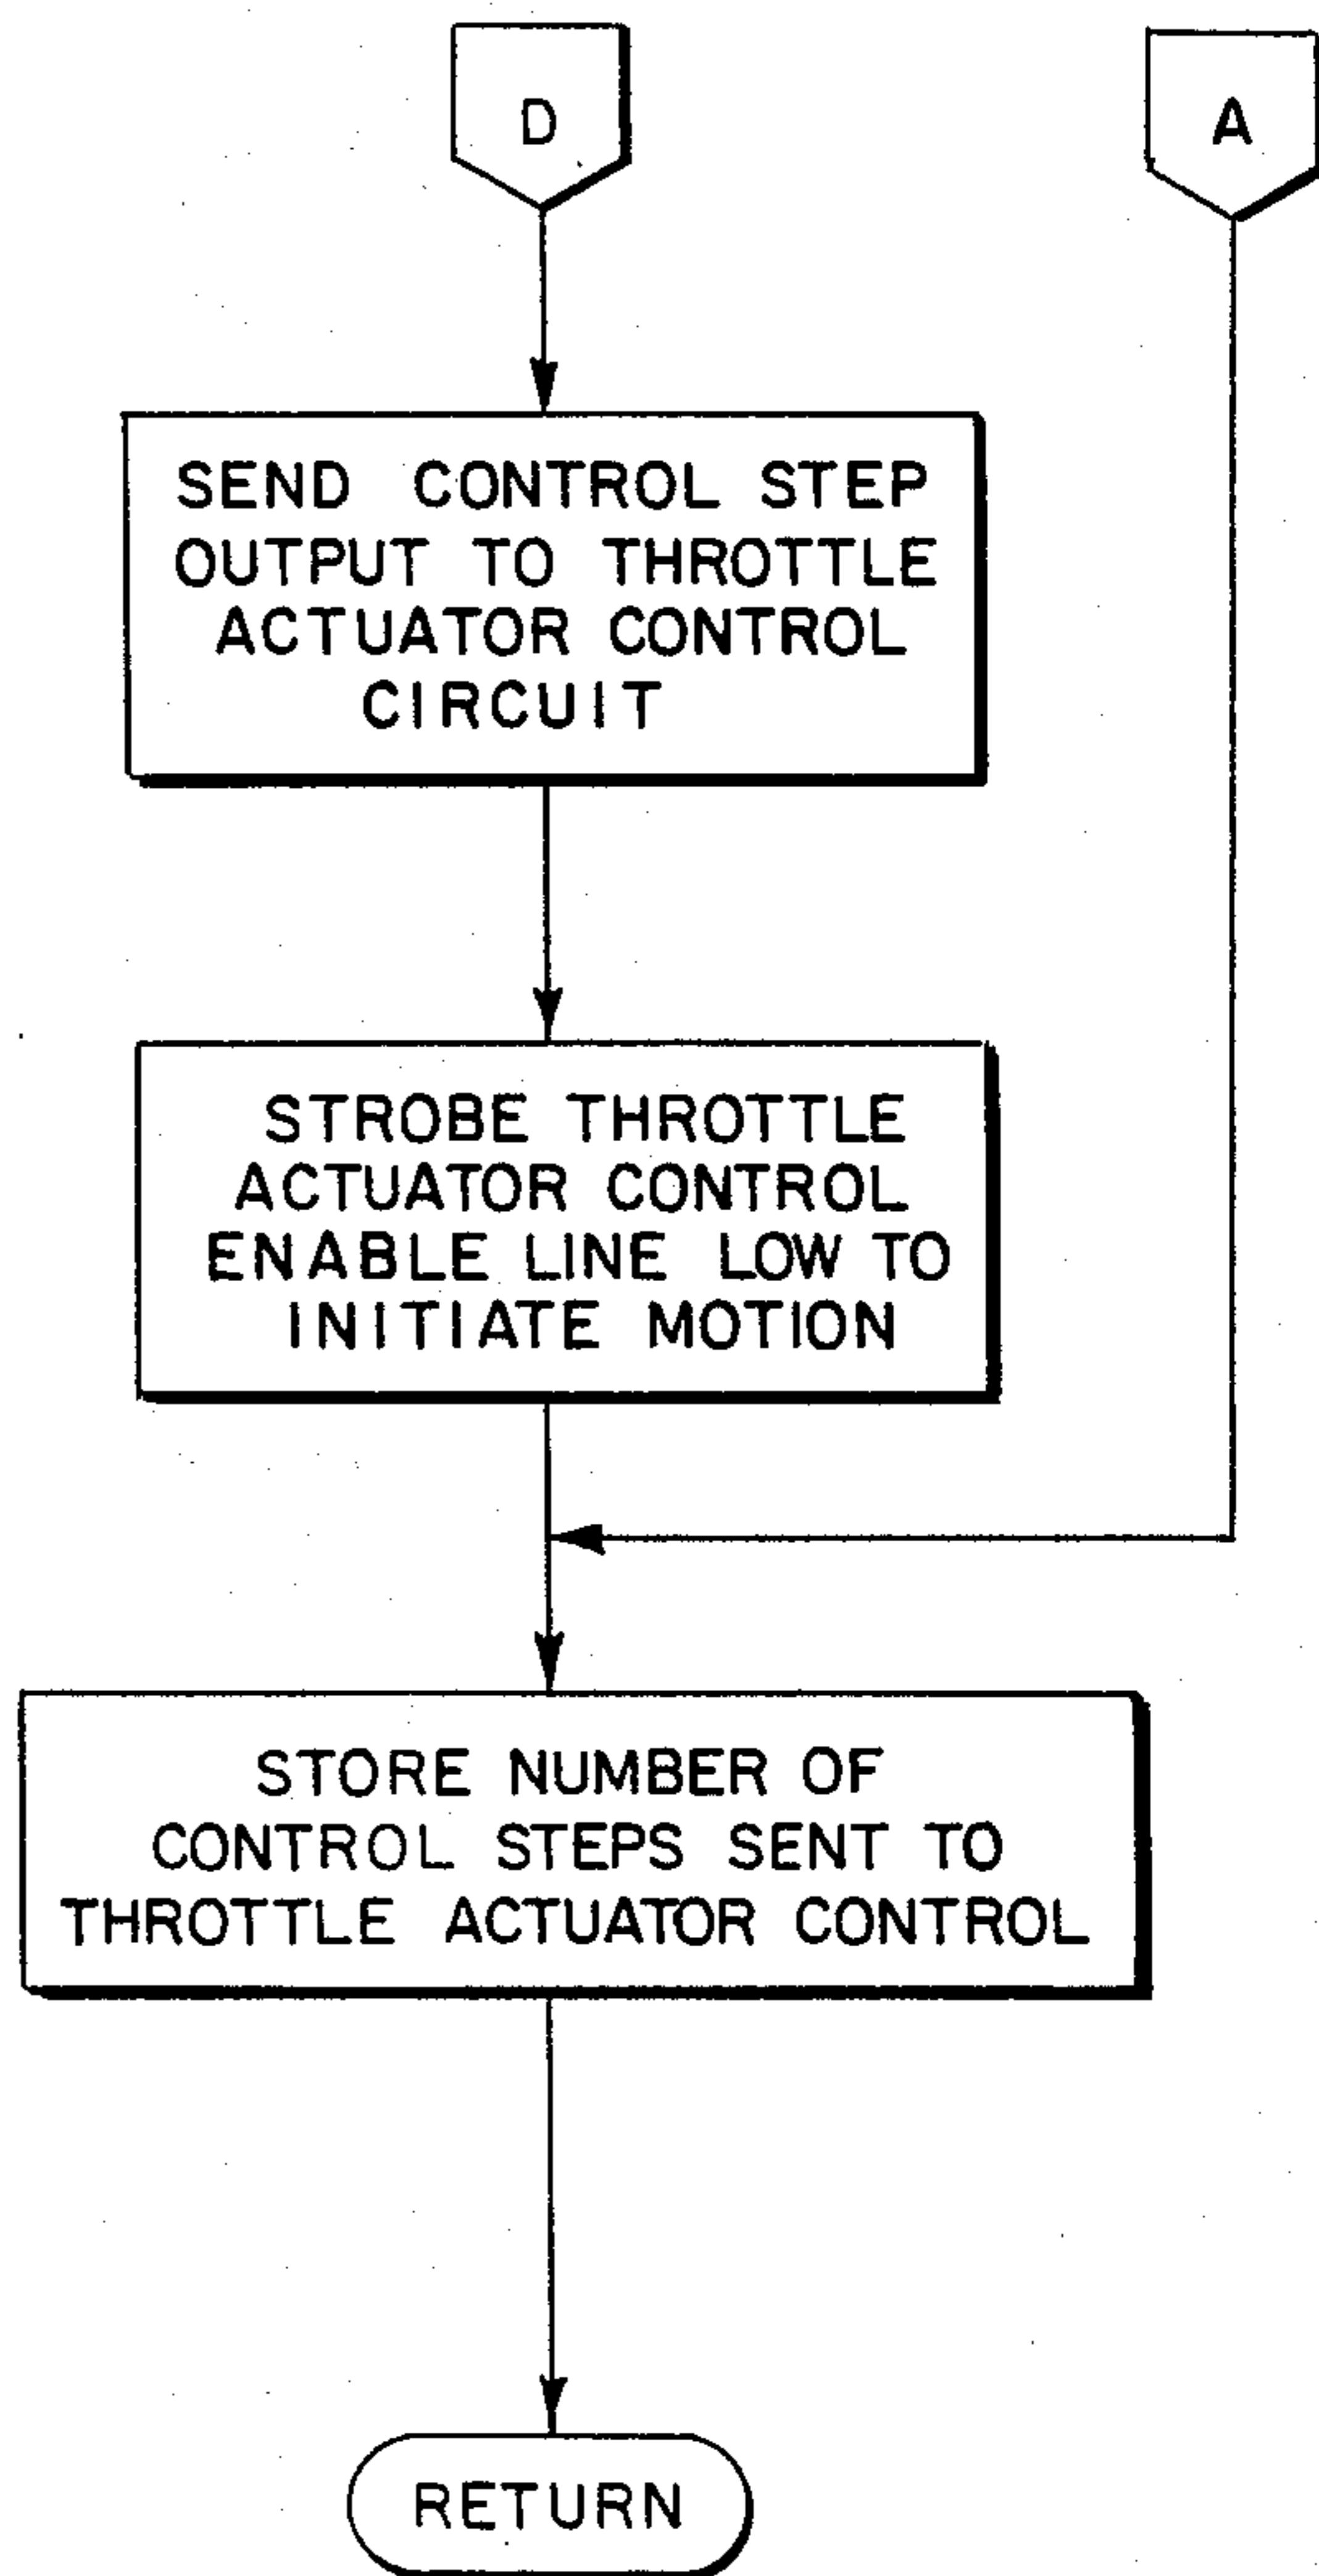 D
A
SEND CONTROL STEP
OUTPUT TO THROTTLE
ACTUATOR CONTROL
CIRCUIT
STROBE THROTTLE
ACTUATOR CONTROL
ENABLE LINE LOW TO
INITIATE MOTION
STORE NUMBER OF
CONTROL STEPS SENT TO
THROTTLE ACTUATOR CONTROL
RETURN